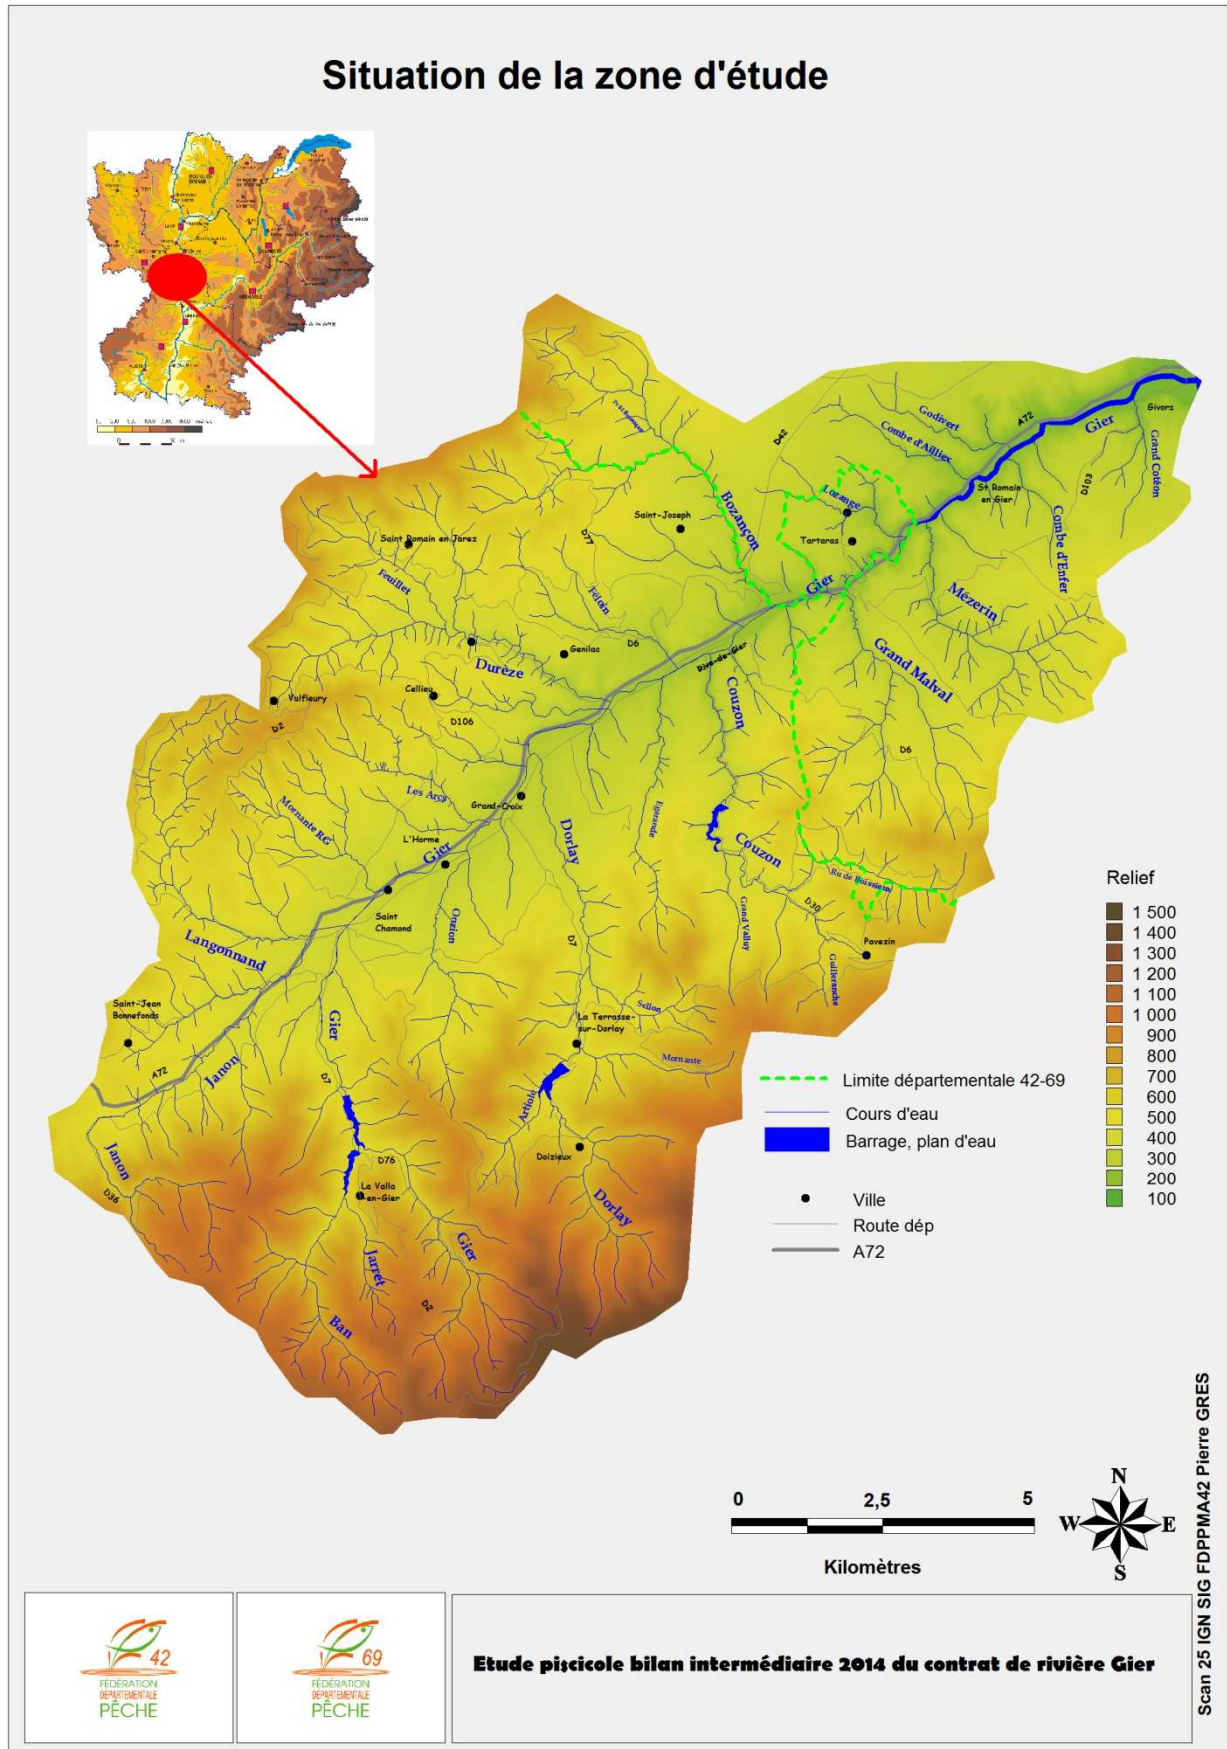 Situation de la zone d'étude
GRENOBLE
Godivert
Combe d'Ailliex
A72
Gier
Givors
Grand Cotéon
D42
D103
St Romain
en Gier
Combe d'Enfer
Lozange
Tartaras
Bozançon
Saint-Joseph
D77
Saint Romain en Jarez
Feuillet
Féloin
Gier
Mézerin
Grand Malval
D6
Genilac
Durèze
Rive-de-Gier
Couzon
Valfleury
Cellieu
D106
D2
D6
Les Arcs
Grand-Croix
Mornante RG
L'Horme
Gier
Dorlay
Egarande
Couzon
Ru de Boissieux
Saint
Chamond
Onzion
D7
Grand Valluy
D30
Guilleranche
Pavezin
Langonnand
Saint-Jean
Bonnefonds
Gier
Sellon
La Terrasse-
sur-Dorlay
Mornante
A72
Janon
D7
Artiole
Doizieux
Janon
D36
D76
La Valla
en-Gier
Dorlay
Gier
Jarret
D2
Ban
Relief
1 500
1 400
1 300
1 200
1 100
1 000
900
800
700
600
500
400
300
200
100
Limite départementale 42-69
Cours d'eau
Barrage, plan d'eau
Ville
Route dép
A72
0 2,5 5
Kilomètres
N
W E
S
Scan 25 IGN SIG FDPPMA42 Pierre GRES
42
FÉDÉRATION
DÉPARTEMENTALE
PÊCHE
69
FÉDÉRATION
DÉPARTEMENTALE
PÊCHE
Etude piscicole bilan intermédiaire 2014 du contrat de rivière Gier